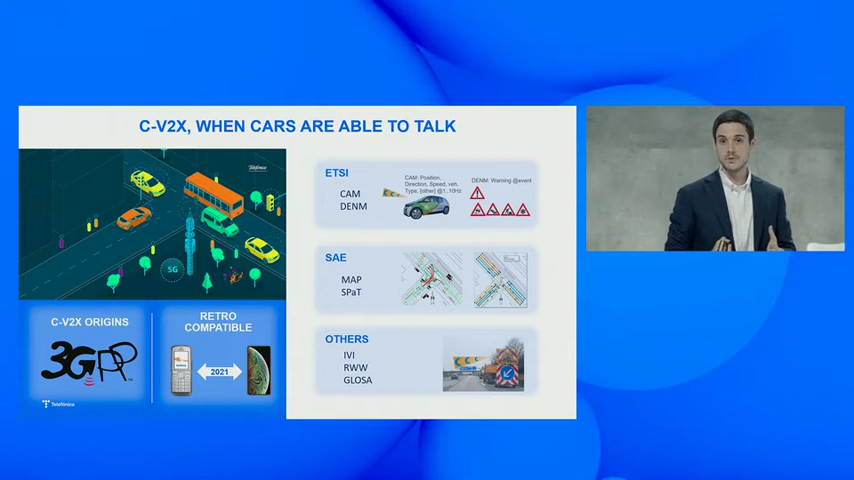 C-V2X, WHEN CARS ARE ABLE TO TALK
Telefónica
5G
C-V2X ORIGINS
3GPP
RETRO
COMPATIBLE
2021
Telefónica
ETSI
CAM
DENM
CAM: Position,
Direction, Speed, veh.
Type, [other] @1..10Hz
DENM: Warning @event
SAE
MAP
SPaT
OTHERS
IVI
RWW
GLOSA